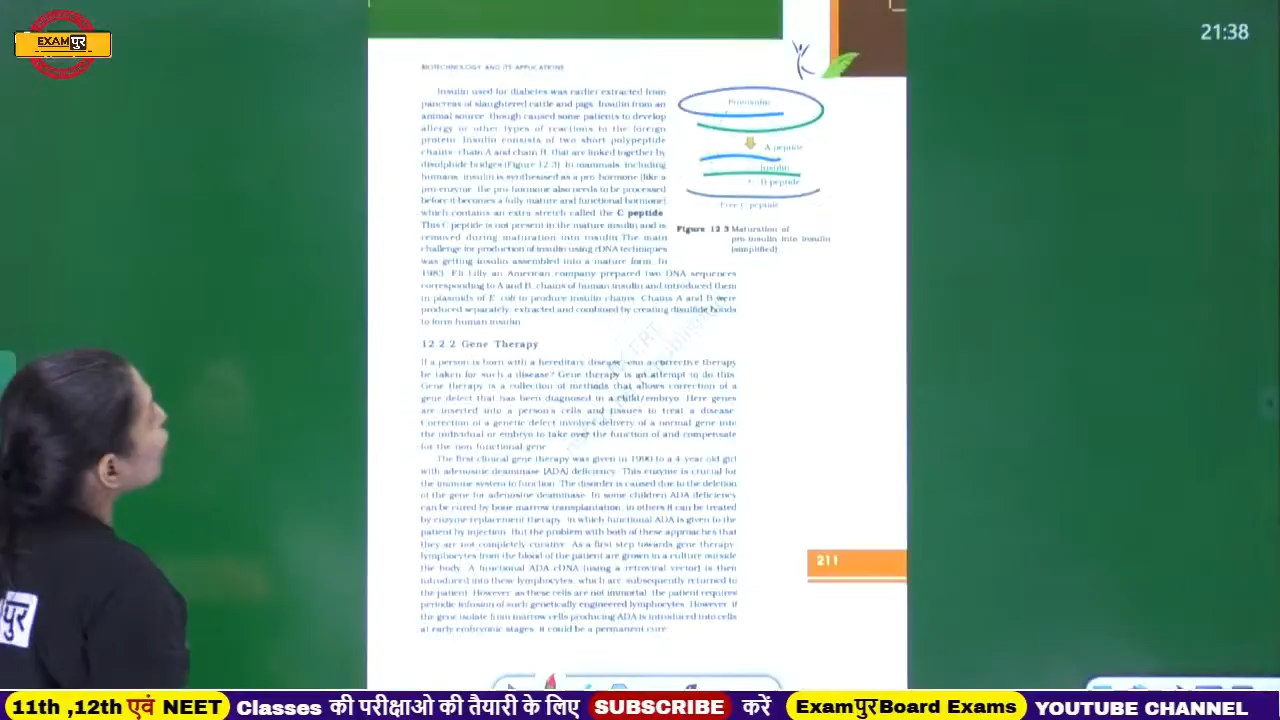 EXAMपुर
21:38
BIOTECHNOLOGY AND ITS APPLICATIONS
Insulin used for diabetes was earlier extracted from
pancreas of slaughtered cattle and pigs. Insulin from an
animal source, though caused some patients to develop
allergy or other types of reactions to the foreign
protein. Insulin consists of two short polypeptide
chains: chain A and chain B, that are linked together by
disulphide bridges (Figure 12.3). In mammals, including
humans, insulin is synthesised as a pro-hormone (like a
pro-enzyme, the pro-hormone also needs to be processed
before it becomes a fully mature and functional hormone)
which contains an extra stretch called the C peptide.
This C peptide is not present in the mature insulin and is
removed during maturation into insulin.The main
challenge for production of insulin using rDNA techniques
was getting insulin assembled into a mature form. In
1983, Eli Lilly an American company prepared two DNA sequences
corresponding to A and B, chains of human insulin and introduced them
in plasmids of E. coli to produce insulin chains. Chains A and B were
produced separately, extracted and combined by creating disulfide bonds
to form human insulin.
Proinsulin
A peptide
Insulin
B peptide
Free C peptide
Figure 12.3 Maturation of
pro-insulin into insulin
(simplified)
12.2.2 Gene Therapy
If a person is born with a hereditary disease, can a corrective therapy
be taken for such a disease? Gene therapy is an attempt to do this.
Gene therapy is a collection of methods that allows correction of a
gene defect that has been diagnosed in a child/embryo. Here genes
are inserted into a person's cells and tissues to treat a disease.
Correction of a genetic defect involves delivery of a normal gene into
the individual or embryo to take over the function of and compensate
for the non-functional gene.
The first clinical gene therapy was given in 1990 to a 4-year old girl
with adenosine deaminase (ADA) deficiency. This enzyme is crucial for
the immune system to function. The disorder is caused due to the deletion
of the gene for adenosine deaminase. In some children ADA deficiency
can be cured by bone marrow transplantation; in others it can be treated
by enzyme replacement therapy, in which functional ADA is given to the
patient by injection. But the problem with both of these approaches that
they are not completely curative. As a first step towards gene therapy,
lymphocytes from the blood of the patient are grown in a culture outside
the body. A functional ADA cDNA (using a retroviral vector) is then
introduced into these lymphocytes, which are subsequently returned to
the patient. However, as these cells are not immortal, the patient requires
periodic infusion of such genetically engineered lymphocytes. However, if
the gene isolate from marrow cells producing ADA is introduced into cells
at early embryonic stages, it could be a permanent cure.
211
पुर
11th ,12th एवं NEET Classes की परीक्षाओ की तैयारी के लिए SUBSCRIBE करें ExamपुरBoard Exams YOUTUBE CHANNEL